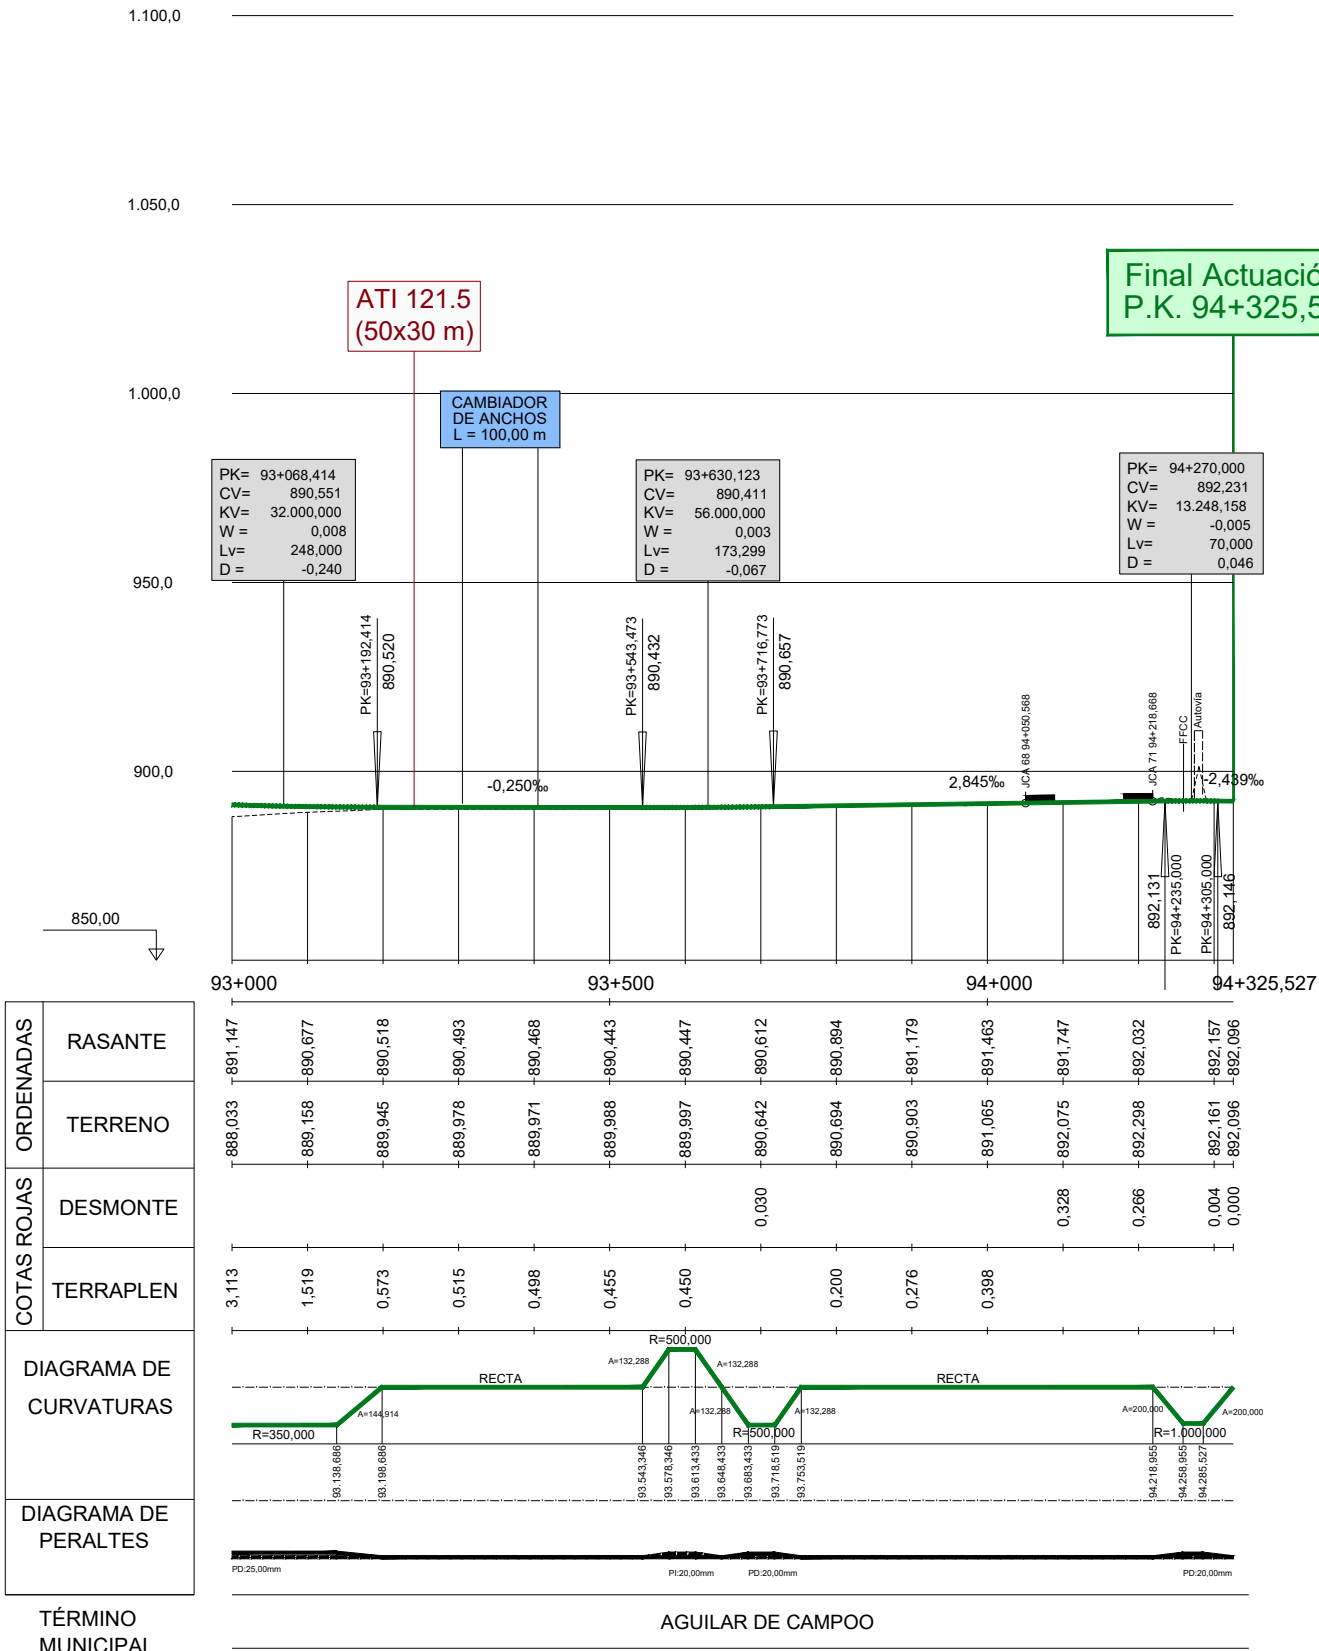 1.100,0
1.050,0
1.000,0
950,0
900,0
850,00
Final Actuació
P.K. 94+325,5
ATI 121.5
(50x30 m)
CAMBIADOR
DE ANCHOS
L = 100,00 m
PK= 93+068,414
CV= 890,551
KV= 32.000,000
W = 0,008
Lv= 248,000
D = -0,240
PK= 93+630,123
CV= 890,411
KV= 56.000,000
W = 0,003
Lv= 173,299
D = -0,067
PK= 94+270,000
CV= 892,231
KV= 13.248,158
W = -0,005
Lv= 70,000
D = 0,046
PK=93+192,414
890,520
PK=93+543,473
890,432
PK=93+716,773
890,657
-0,250‰
2,845‰
-2,439‰
JCA 68 94+050,568
JCA 71 94+218,668
FFCC
Autovía
892,131
PK=94+235,000
PK=94+305,000
892,146
93+000 93+500 94+000 94+325,527
ORDENADAS
RASANTE
891,147 890,677 890,518 890,493 890,468 890,443 890,447 890,612 890,894 891,179 891,463 891,747 892,032 892,157 892,096
TERRENO
888,033 889,158 889,945 889,978 889,971 889,988 889,997 890,642 890,694 890,903 891,065 892,075 892,298 892,161 892,096
COTAS ROJAS
DESMONTE
0,030 0,328 0,266 0,004 0,000
TERRAPLEN
3,113 1,519 0,573 0,515 0,498 0,455 0,450 0,200 0,276 0,398
DIAGRAMA DE
CURVATURAS
R=350,000
A=144,914
RECTA
A=132,288
R=500,000
A=132,288
A=132,288
R=500,000
A=132,288
RECTA
A=200,000
R=1.000,000
A=200,000
93.138,686 93.198,686 93.543,346 93.578,346 93.613,433 93.648,433 93.683,433 93.718,519 93.753,519 94.218,955 94.258,955 94.285,527
DIAGRAMA DE
PERALTES
PD:25,00mm PI:20,00mm PD:20,00mm PD:20,00mm
TÉRMINO
MUNICIPAL
AGUILAR DE CAMPOO